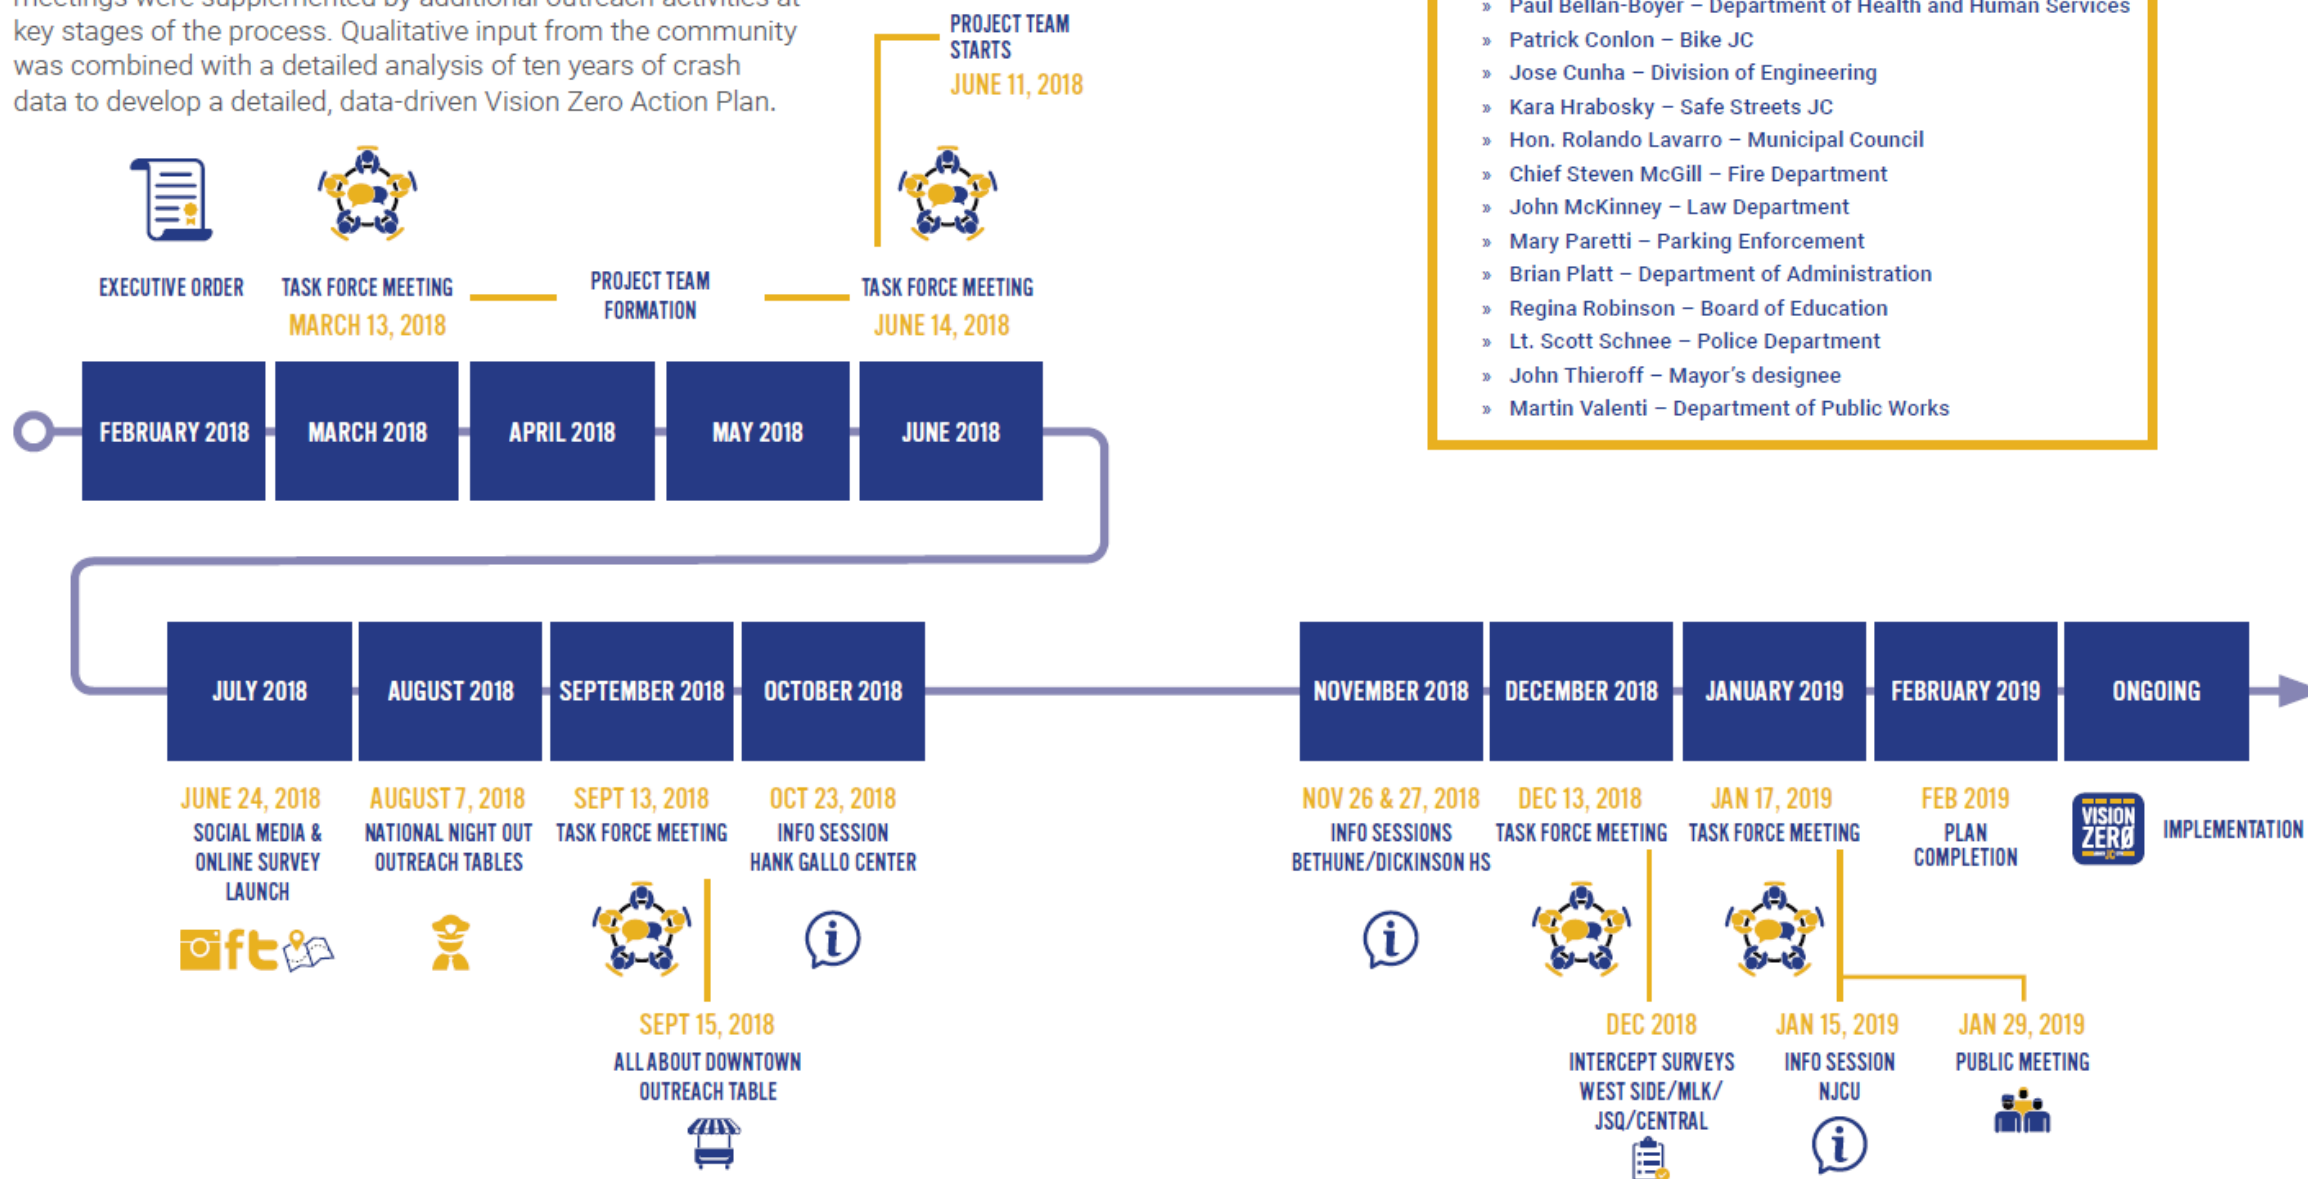 meetings were supplemented by additional outreach activities at
key stages of the process. Qualitative input from the community
was combined with a detailed analysis of ten years of crash
data to develop a detailed, data-driven Vision Zero Action Plan.
PROJECT TEAM
STARTS
JUNE 11, 2018
» Paul Bellan-Boyer – Department of Health and Human Services
» Patrick Conlon – Bike JC
» Jose Cunha – Division of Engineering
» Kara Hrabosky – Safe Streets JC
» Hon. Rolando Lavarro – Municipal Council
» Chief Steven McGill – Fire Department
» John McKinney – Law Department
» Mary Paretti – Parking Enforcement
» Brian Platt – Department of Administration
» Regina Robinson – Board of Education
» Lt. Scott Schnee – Police Department
» John Thieroff – Mayor's designee
» Martin Valenti – Department of Public Works
EXECUTIVE ORDER
TASK FORCE MEETING
MARCH 13, 2018
PROJECT TEAM
FORMATION
TASK FORCE MEETING
JUNE 14, 2018
FEBRUARY 2018
MARCH 2018
APRIL 2018
MAY 2018
JUNE 2018
JULY 2018
AUGUST 2018
SEPTEMBER 2018
OCTOBER 2018
NOVEMBER 2018
DECEMBER 2018
JANUARY 2019
FEBRUARY 2019
ONGOING
JUNE 24, 2018
SOCIAL MEDIA &
ONLINE SURVEY
LAUNCH
AUGUST 7, 2018
NATIONAL NIGHT OUT
OUTREACH TABLES
SEPT 13, 2018
TASK FORCE MEETING
SEPT 15, 2018
ALL ABOUT DOWNTOWN
OUTREACH TABLE
OCT 23, 2018
INFO SESSION
HANK GALLO CENTER
NOV 26 & 27, 2018
INFO SESSIONS
BETHUNE/DICKINSON HS
DEC 13, 2018
TASK FORCE MEETING
DEC 2018
INTERCEPT SURVEYS
WEST SIDE/MLK/
JSQ/CENTRAL
JAN 17, 2019
TASK FORCE MEETING
JAN 15, 2019
INFO SESSION
NJCU
JAN 29, 2019
PUBLIC MEETING
FEB 2019
PLAN
COMPLETION
VISION
ZERØ
JC
IMPLEMENTATION